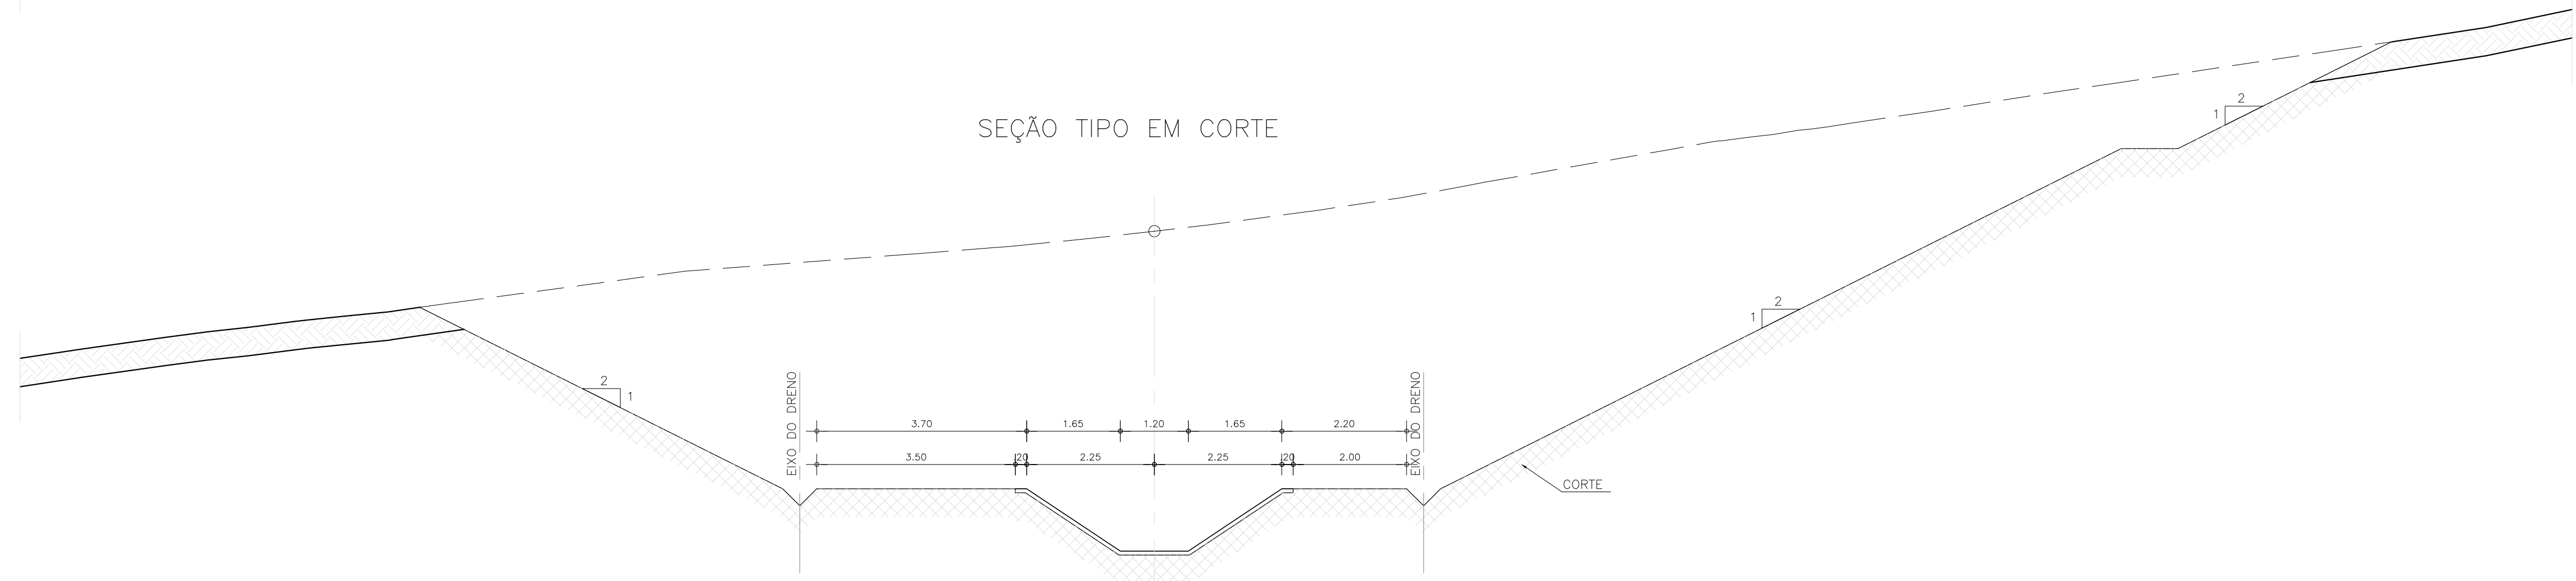 SEÇÃO TIPO EM CORTE
2
1
2
1
2
1
EIXO DO DRENO
EIXO DO DRENO
3.70 1.65 1.20 1.65 2.20
3.50 .20 2.25 2.25 .20 2.00
CORTE